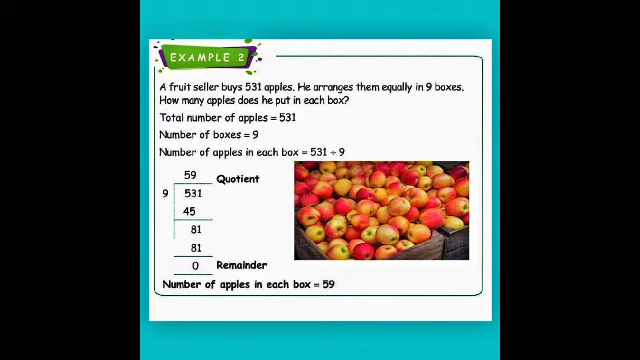 EXAMPLE 2
A fruit seller buys 531 apples. He arranges them equally in 9 boxes.
How many apples does he put in each box?
Total number of apples = 531
Number of boxes = 9
Number of apples in each box = 531 ÷ 9
59 Quotient
9 531
45
81
81
0 Remainder
Number of apples in each box = 59